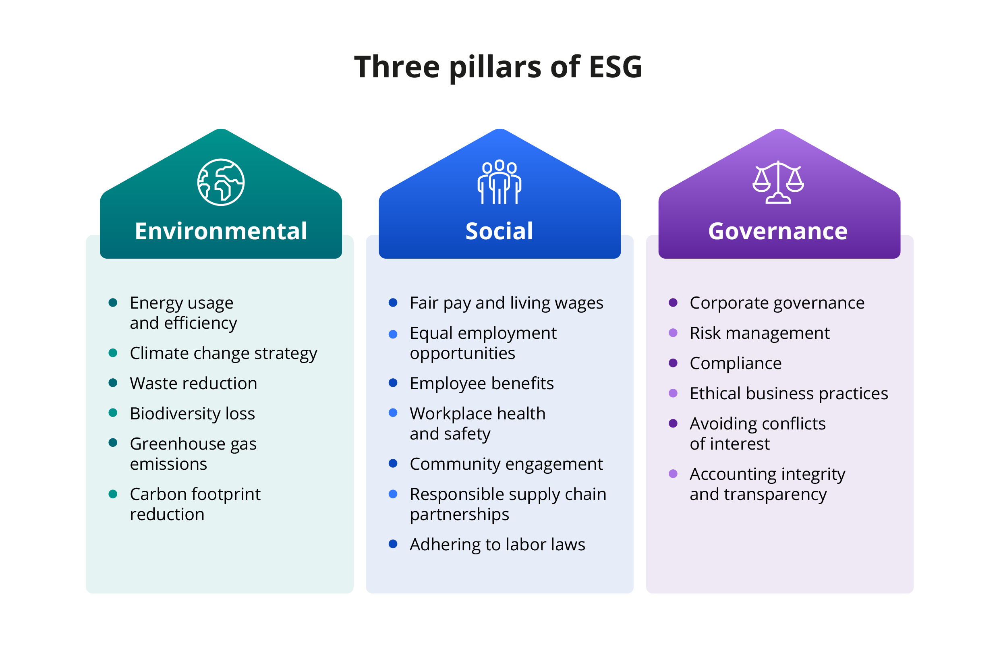 Three pillars of ESG
Environmental
Energy usage
and efficiency
Climate change strategy
Waste reduction
Biodiversity loss
Greenhouse gas
emissions
Carbon footprint
reduction
Social
Fair pay and living wages
Equal employment
opportunities
Employee benefits
Workplace health
and safety
Community engagement
Responsible supply chain
partnerships
Adhering to labor laws
Governance
Corporate governance
Risk management
Compliance
Ethical business practices
Avoiding conflicts
of interest
Accounting integrity
and transparency